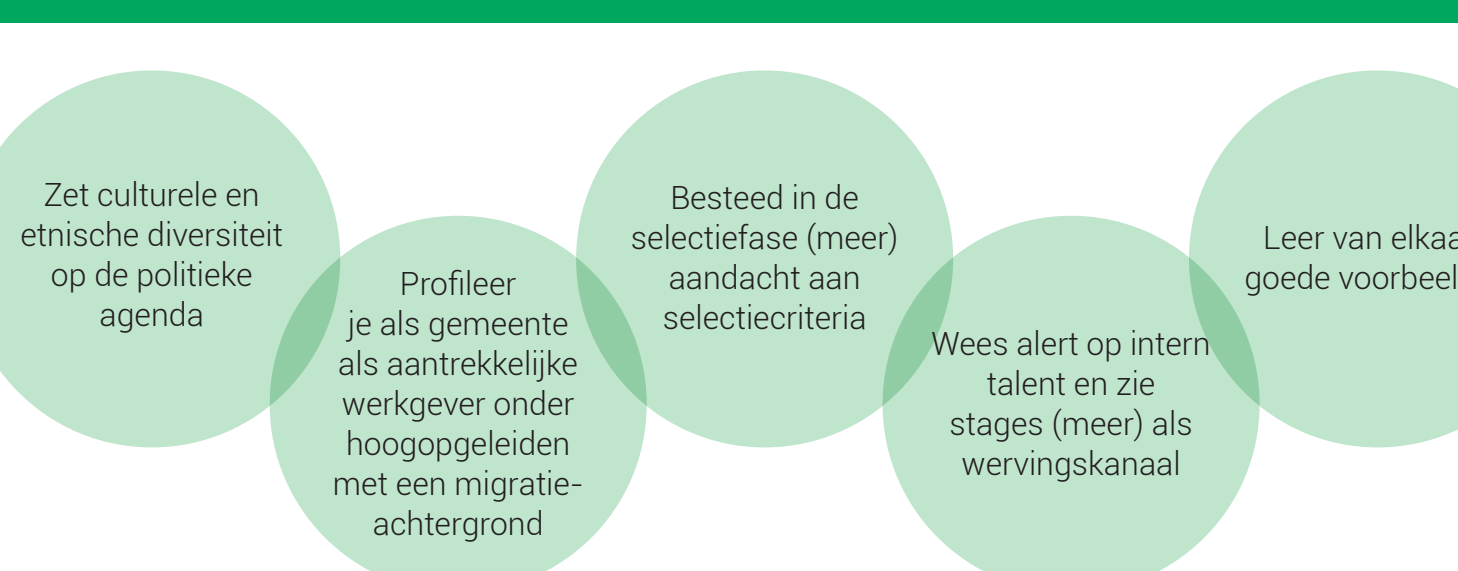 Zet culturele en
etnische diversiteit
op de politieke
agenda
Profileer
je als gemeente
als aantrekkelijke
werkgever onder
hoogopgeleiden
met een migratie-
achtergrond
Besteed in de
selectiefase (meer)
aandacht aan
selectiecriteria
Wees alert op intern
talent en zie
stages (meer) als
wervingskanaal
Leer van
goede